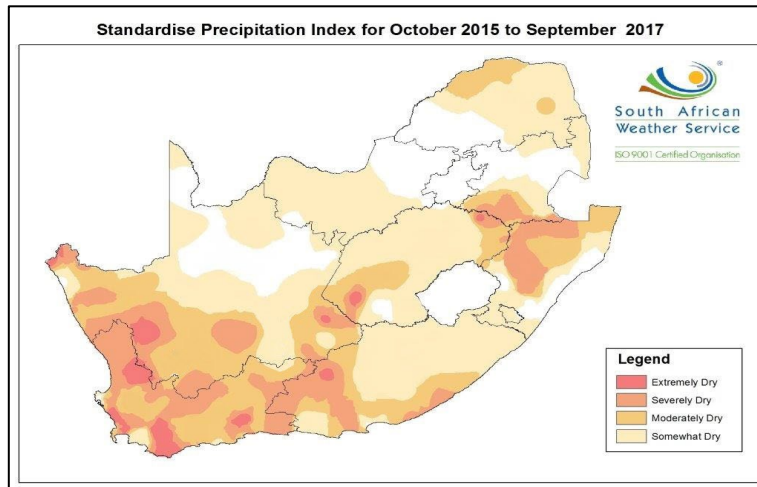 Standardise Precipitation Index for October 2015 to September 2017
®
South African
Weather Service
ISO 9001 Certified Organisation
Legend
Extremely Dry
Severely Dry
Moderately Dry
Somewhat Dry